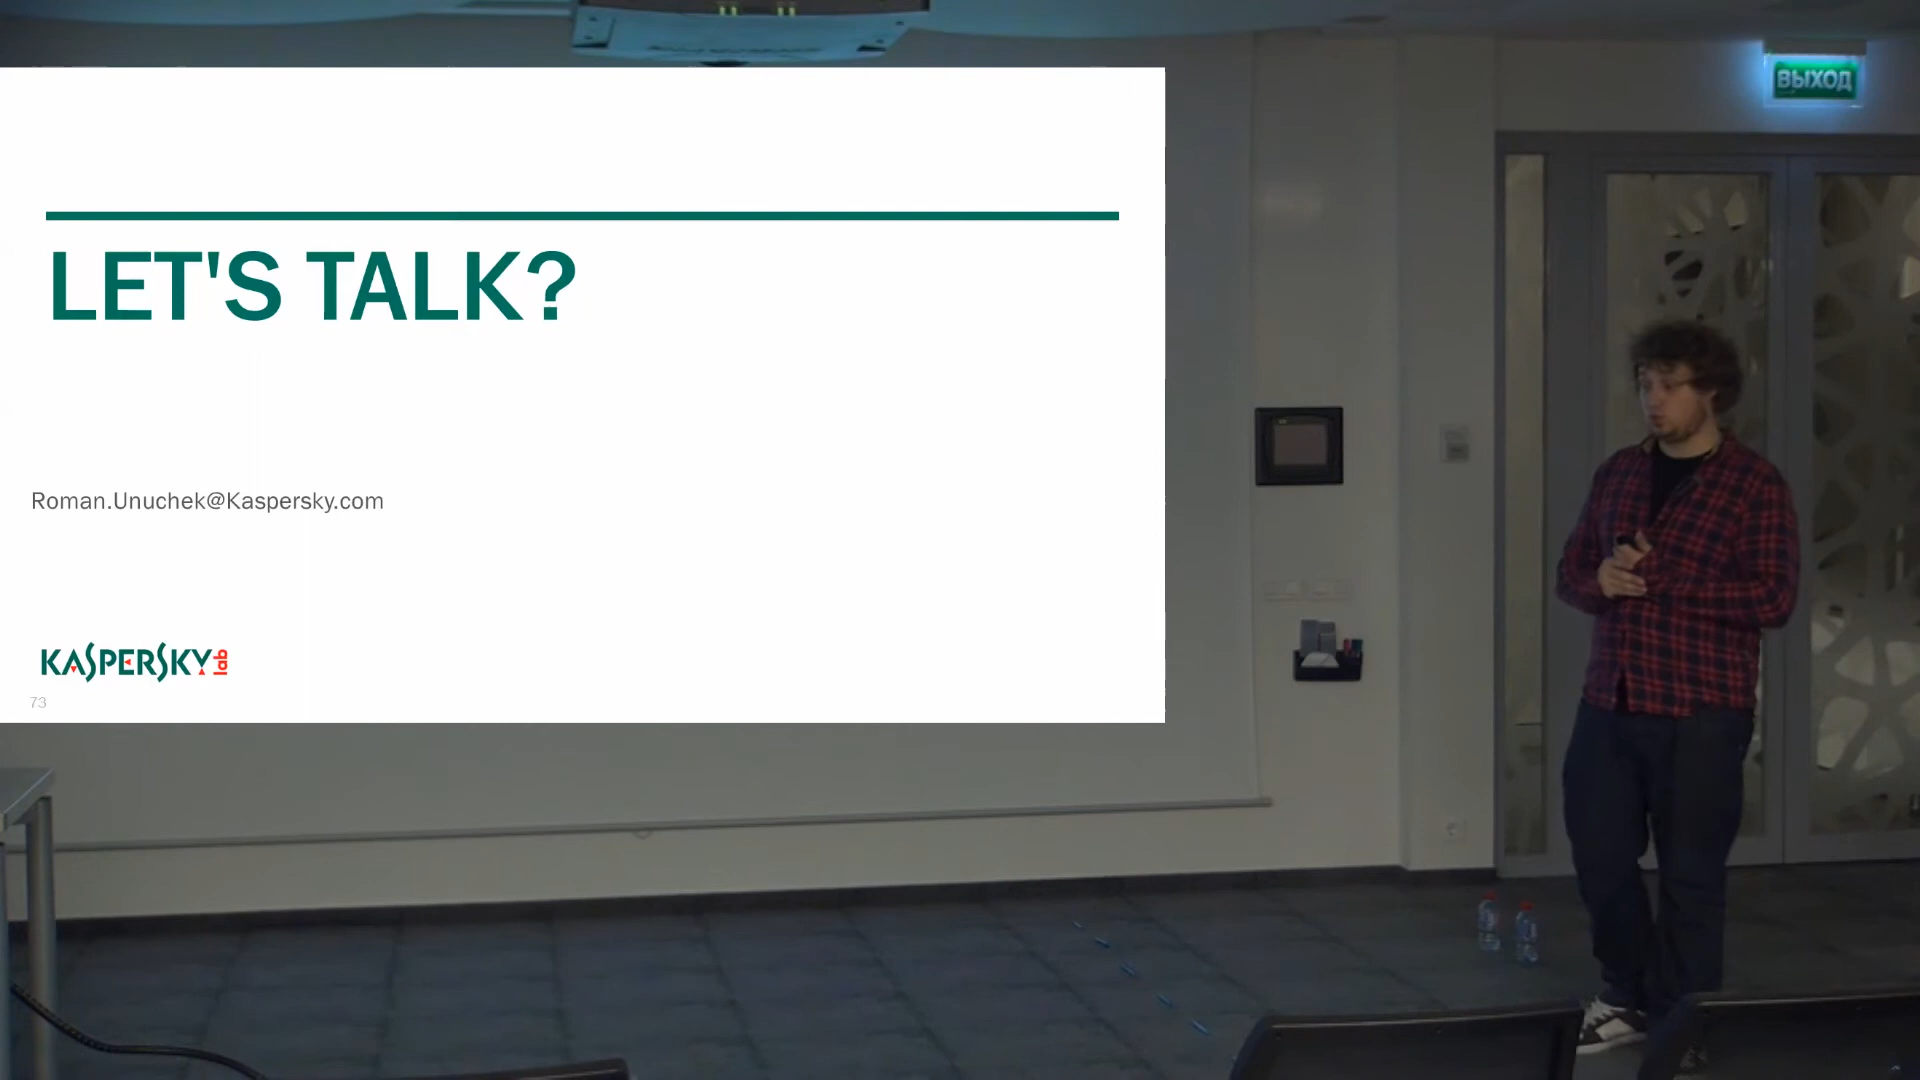 ВЫХОД
LET'S TALK?
Roman.Unuchek@Kaspersky.com
KASPERSKY lab
73